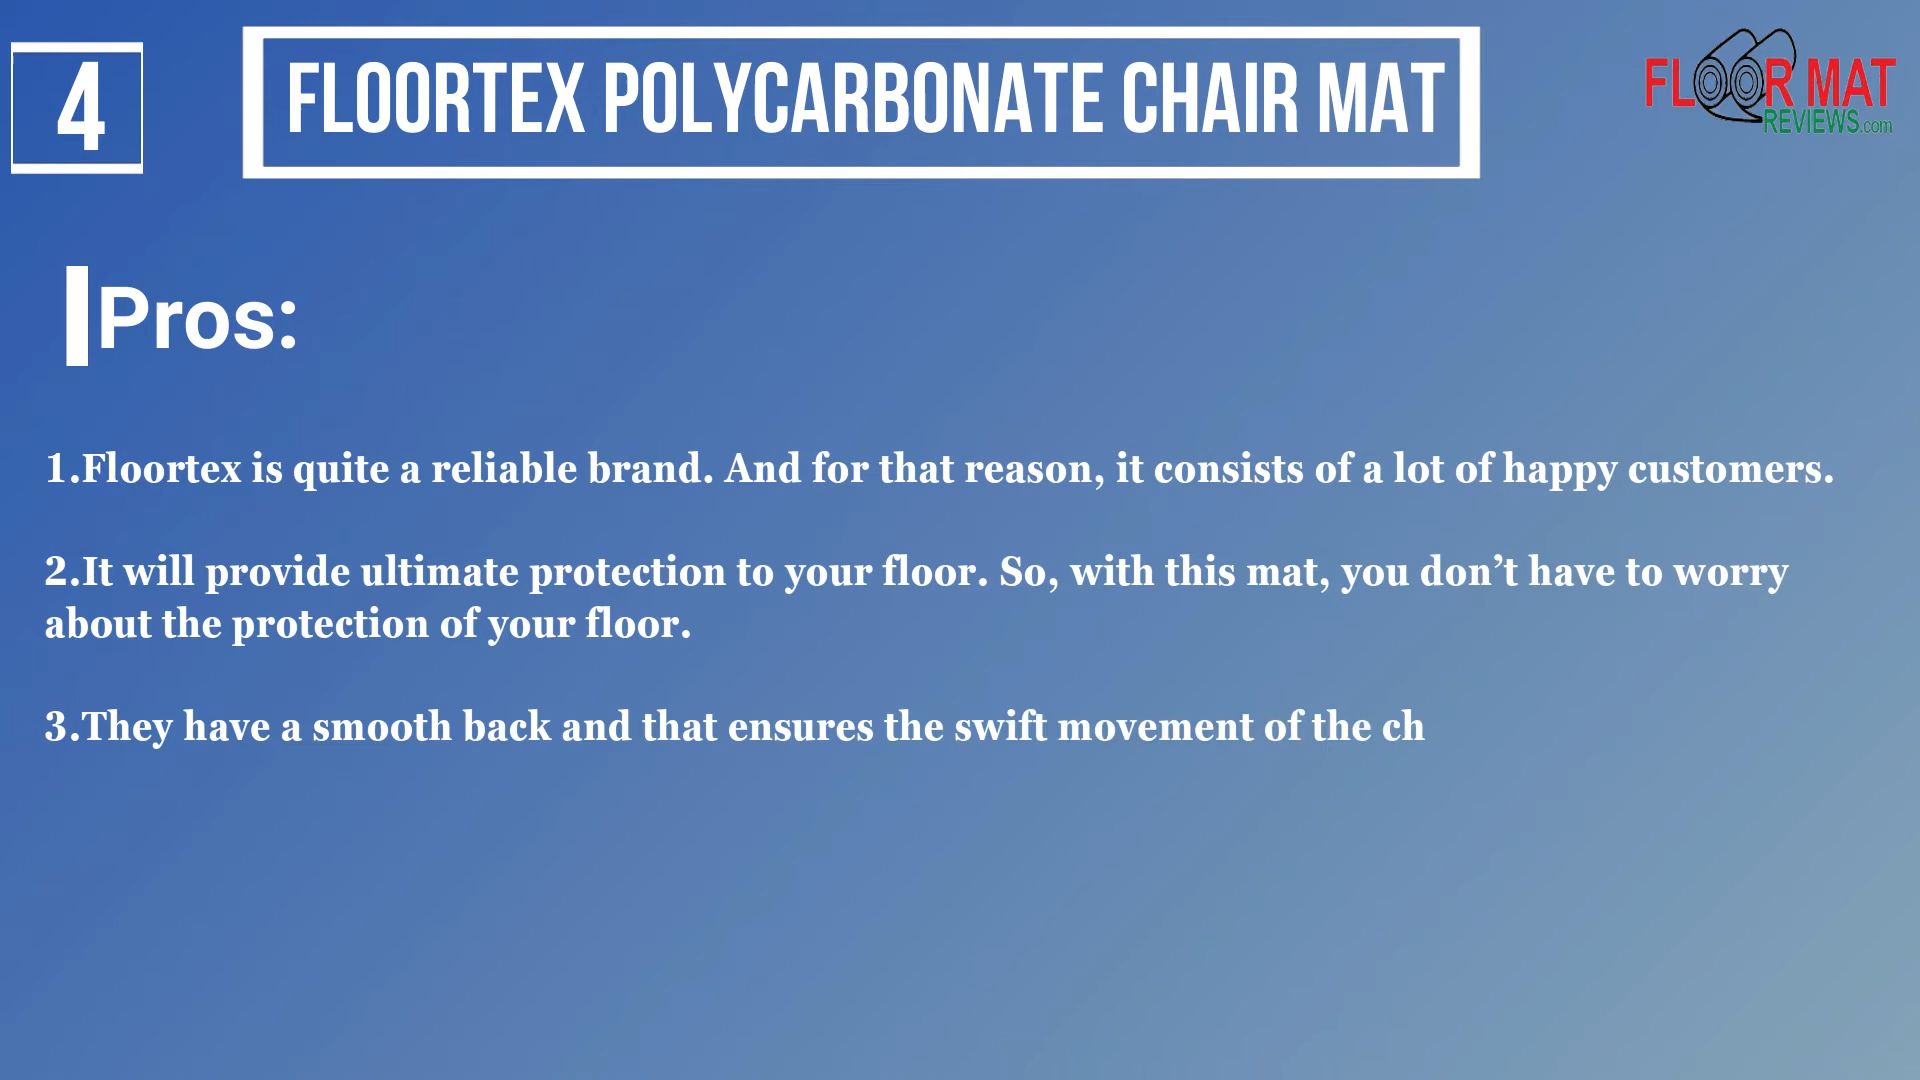 4
FLOORTEX POLYCARBONATE CHAIR MAT
FLOOR MAT
REVIEWS.com
Pros:
1.Floortex is quite a reliable brand. And for that reason, it consists of a lot of happy customers.
2.It will provide ultimate protection to your floor. So, with this mat, you don’t have to worry
about the protection of your floor.
3.They have a smooth back and that ensures the swift movement of the ch